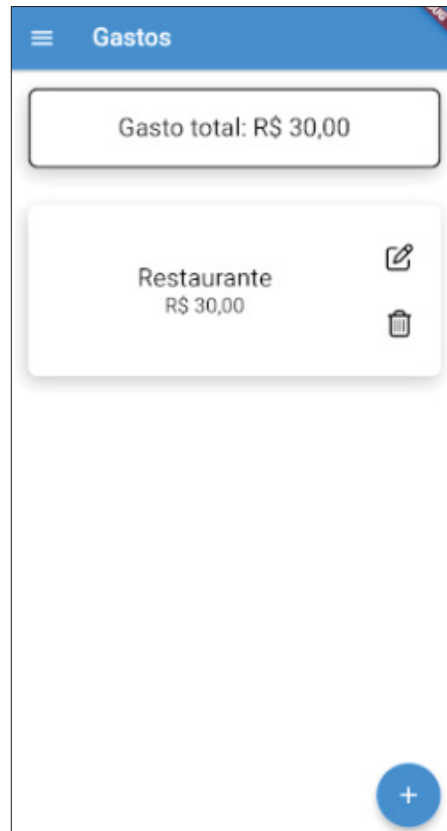 Gastos
Gasto total: R$ 30,00
Restaurante
R$ 30,00
+